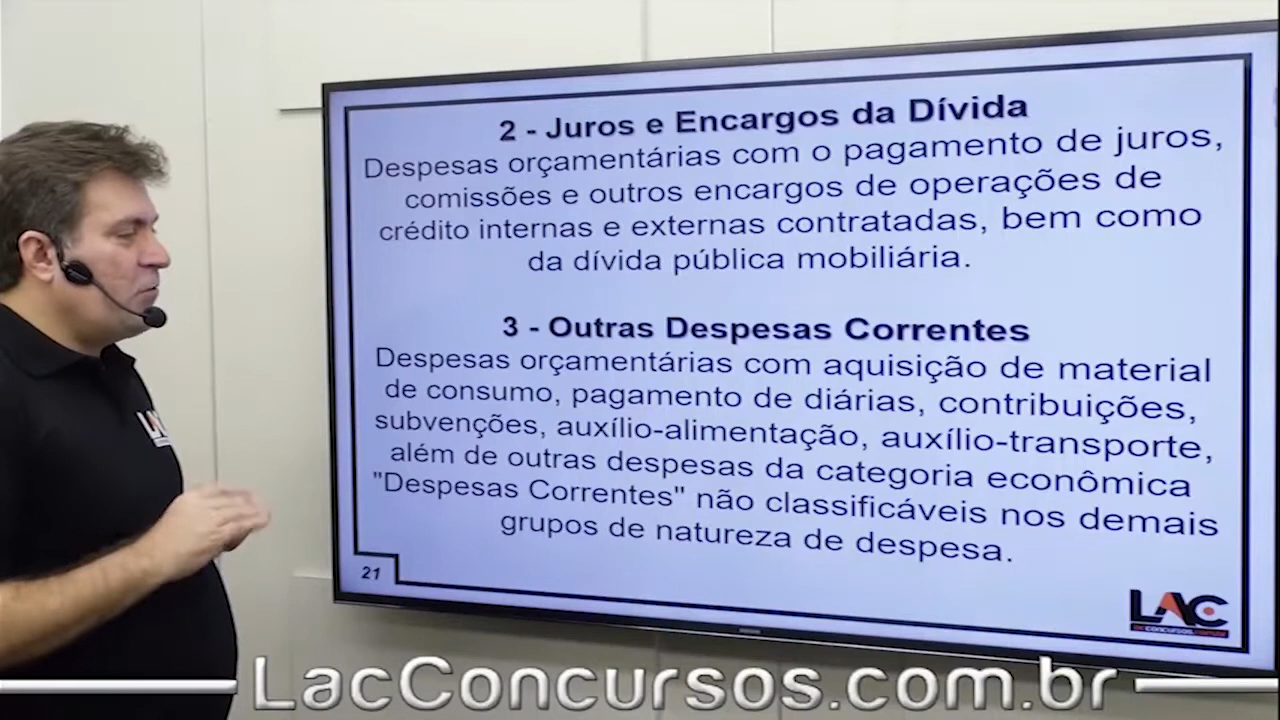 2 - Juros e Encargos da Dívida
Despesas orçamentárias com o pagamento de juros,
comissões e outros encargos de operações de
crédito internas e externas contratadas, bem como
da dívida pública mobiliária.
3 - Outras Despesas Correntes
Despesas orçamentárias com aquisição de material
de consumo, pagamento de diárias, contribuições,
subvenções, auxílio-alimentação, auxílio-transporte,
além de outras despesas da categoria econômica
"Despesas Correntes" não classificáveis nos demais
grupos de natureza de despesa.
21
LAC
LacConcursos.com.br